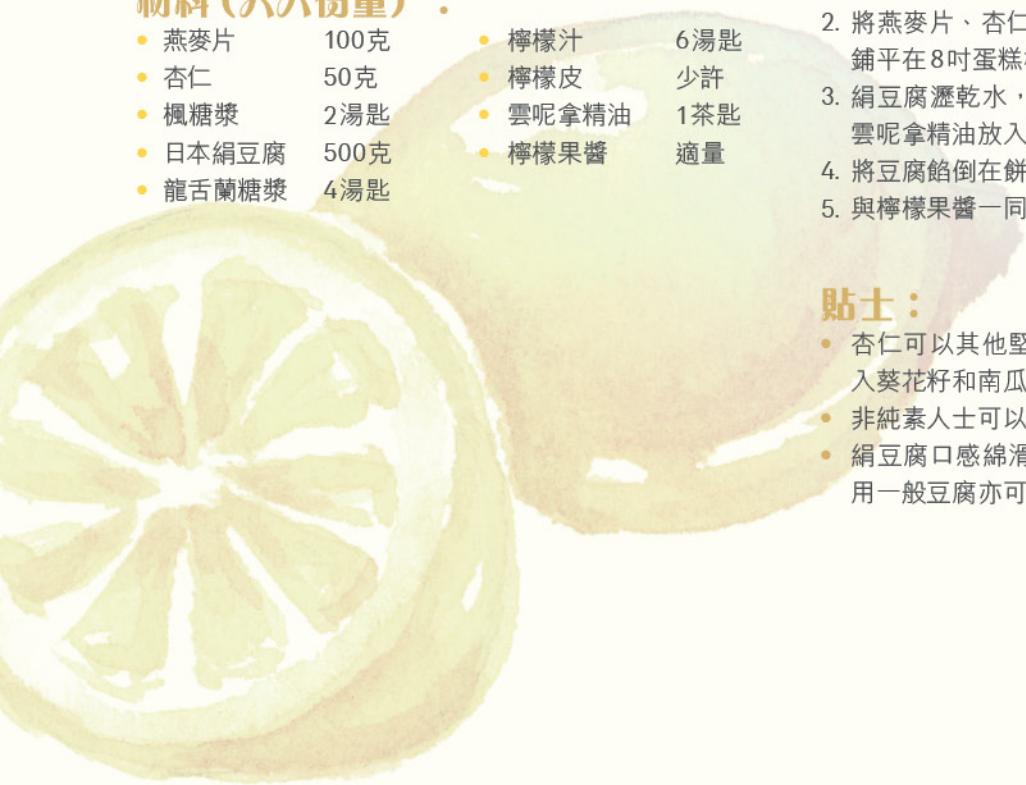 材料（人份量）：
• 燕麥片 100克
• 杏仁 50克
• 楓糖漿 2湯匙
• 日本絹豆腐 500克
• 龍舌蘭糖漿 4湯匙
• 檸檬汁 6湯匙
• 檸檬皮 少許
• 雲呢拿精油 1茶匙
• 檸檬果醬 適量
2. 將燕麥片、杏仁
鋪平在8吋蛋糕
3. 絹豆腐瀝乾水，
雲呢拿精油放入
4. 將豆腐餡倒在餅
5. 與檸檬果醬一同
貼士：
• 杏仁可以其他堅
入葵花籽和南瓜
• 非純素人士可以
• 絹豆腐口感綿滑
用一般豆腐亦可